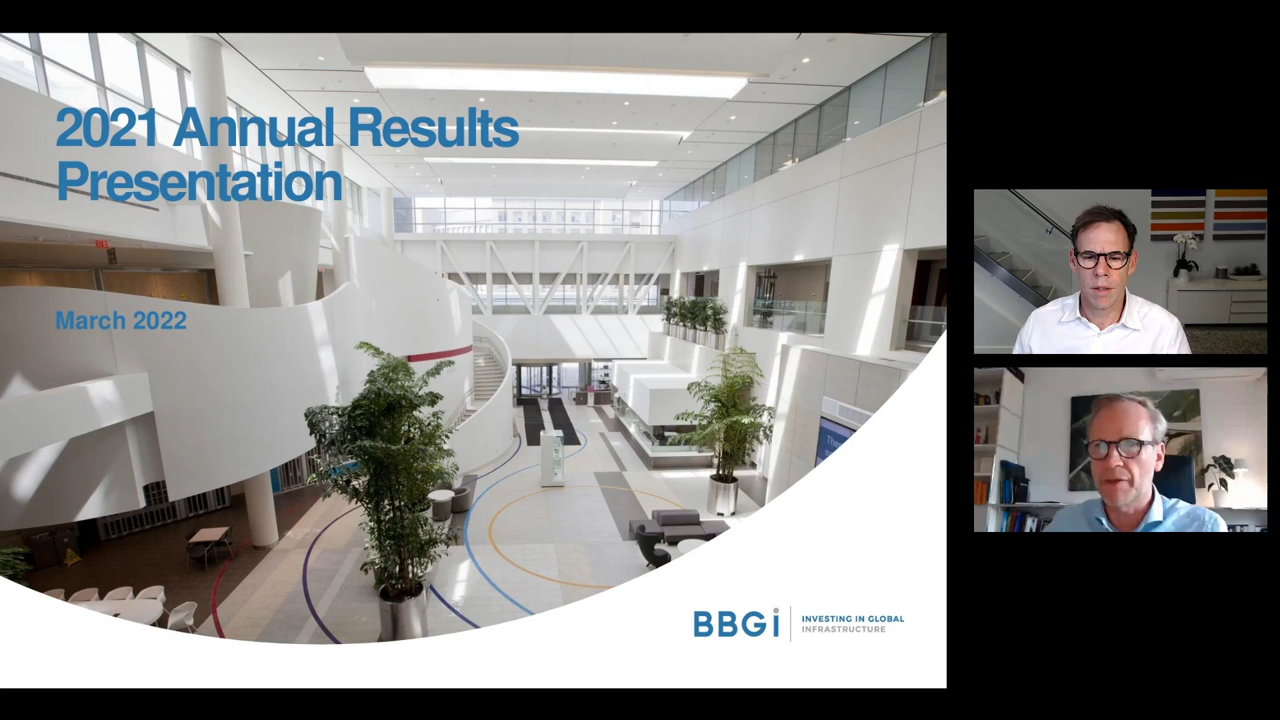 2021 Annual Results
Presentation
March 2022
BBGi
INVESTING IN GLOBAL
INFRASTRUCTURE